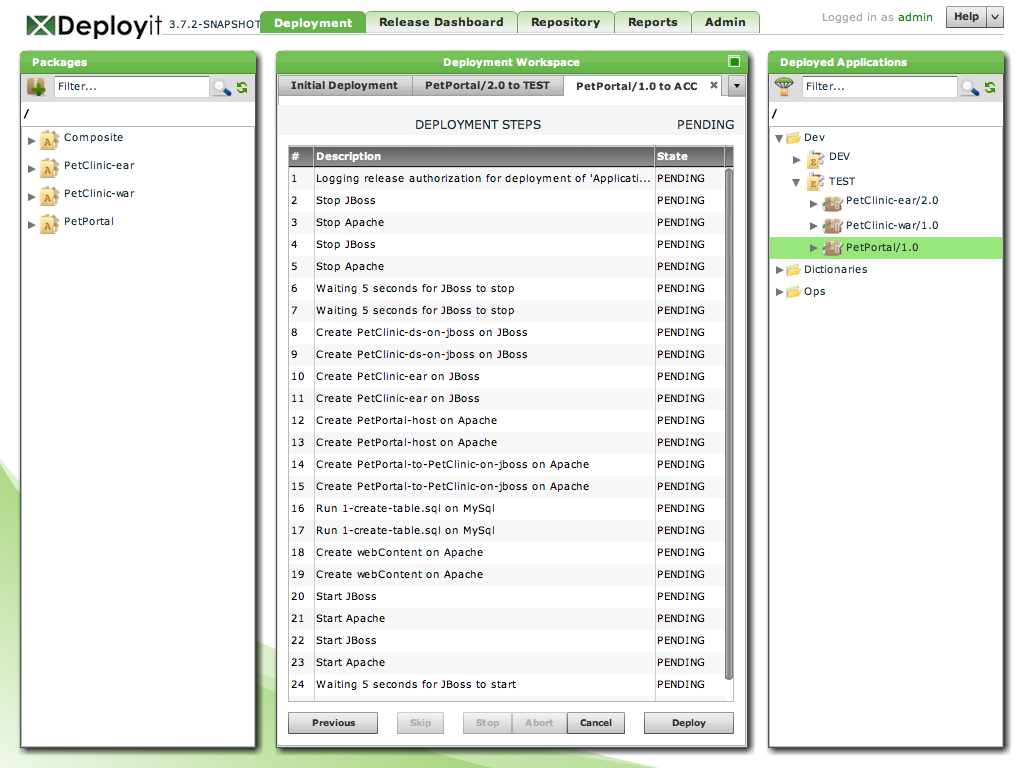 Deployit 3.7.2-SNAPSHOT
Deployment
Release Dashboard
Repository
Reports
Admin
Logged in as admin
Help
Packages
Filter...
/
Composite
PetClinic-ear
PetClinic-war
PetPortal
Deployment Workspace
Initial Deployment
PetPortal/2.0 to TEST
PetPortal/1.0 to ACC
DEPLOYMENT STEPS PENDING
# Description State
1 Logging release authorization for deployment of 'Applicati... PENDING
2 Stop JBoss PENDING
3 Stop Apache PENDING
4 Stop JBoss PENDING
5 Stop Apache PENDING
6 Waiting 5 seconds for JBoss to stop PENDING
7 Waiting 5 seconds for JBoss to stop PENDING
8 Create PetClinic-ds-on-jboss on JBoss PENDING
9 Create PetClinic-ds-on-jboss on JBoss PENDING
10 Create PetClinic-ear on JBoss PENDING
11 Create PetClinic-ear on JBoss PENDING
12 Create PetPortal-host on Apache PENDING
13 Create PetPortal-host on Apache PENDING
14 Create PetPortal-to-PetClinic-on-jboss on Apache PENDING
15 Create PetPortal-to-PetClinic-on-jboss on Apache PENDING
16 Run 1-create-table.sql on MySql PENDING
17 Run 1-create-table.sql on MySql PENDING
18 Create webContent on Apache PENDING
19 Create webContent on Apache PENDING
20 Start JBoss PENDING
21 Start Apache PENDING
22 Start JBoss PENDING
23 Start Apache PENDING
24 Waiting 5 seconds for JBoss to start PENDING
Previous
Skip
Stop
Abort
Cancel
Deploy
Deployed Applications
Filter...
/
Dev
DEV
TEST
PetClinic-ear/2.0
PetClinic-war/1.0
PetPortal/1.0
Dictionaries
Ops